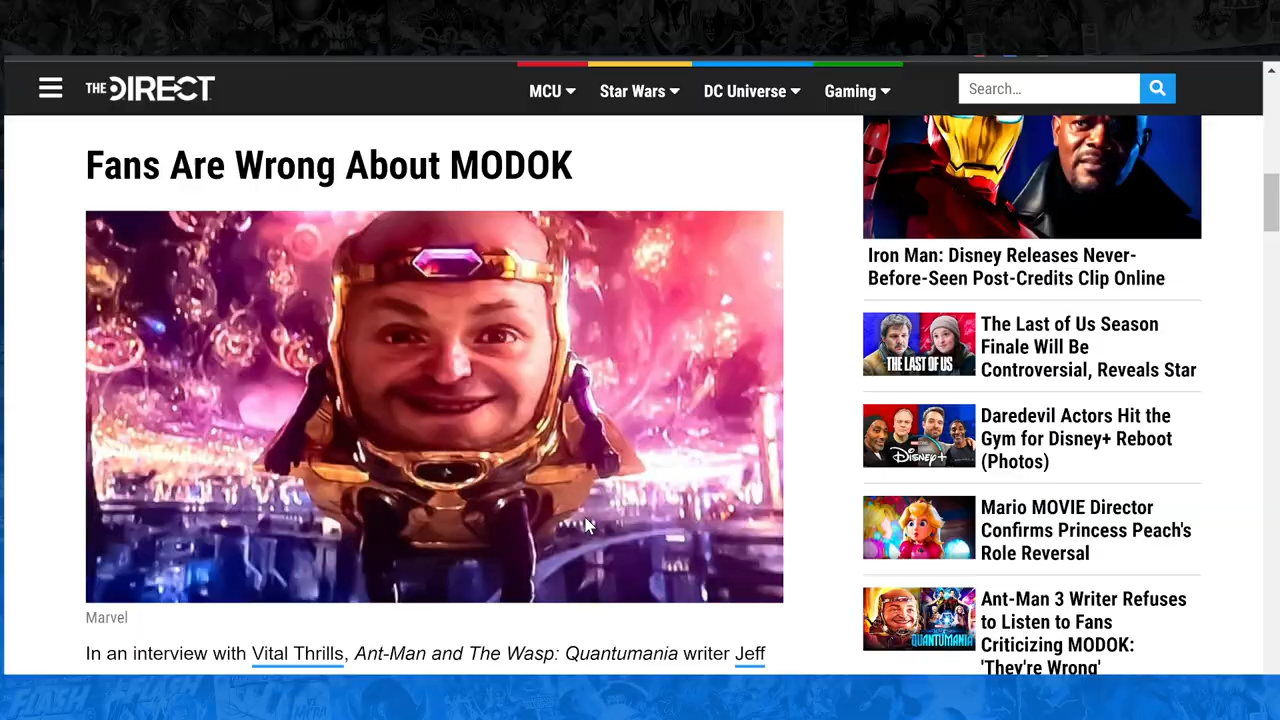 THE DIRECT
MCU
Star Wars
DC Universe
Gaming
Search...
Fans Are Wrong About MODOK
Marvel
In an interview with Vital Thrills, Ant-Man and The Wasp: Quantumania writer Jeff
Iron Man: Disney Releases Never-
Before-Seen Post-Credits Clip Online
THE LAST OF US
The Last of Us Season
Finale Will Be
Controversial, Reveals Star
Disney+
Daredevil Actors Hit the
Gym for Disney+ Reboot
(Photos)
Mario MOVIE Director
Confirms Princess Peach's
Role Reversal
QUANTUMANIA
Ant-Man 3 Writer Refuses
to Listen to Fans
Criticizing MODOK:
'They're Wrong'